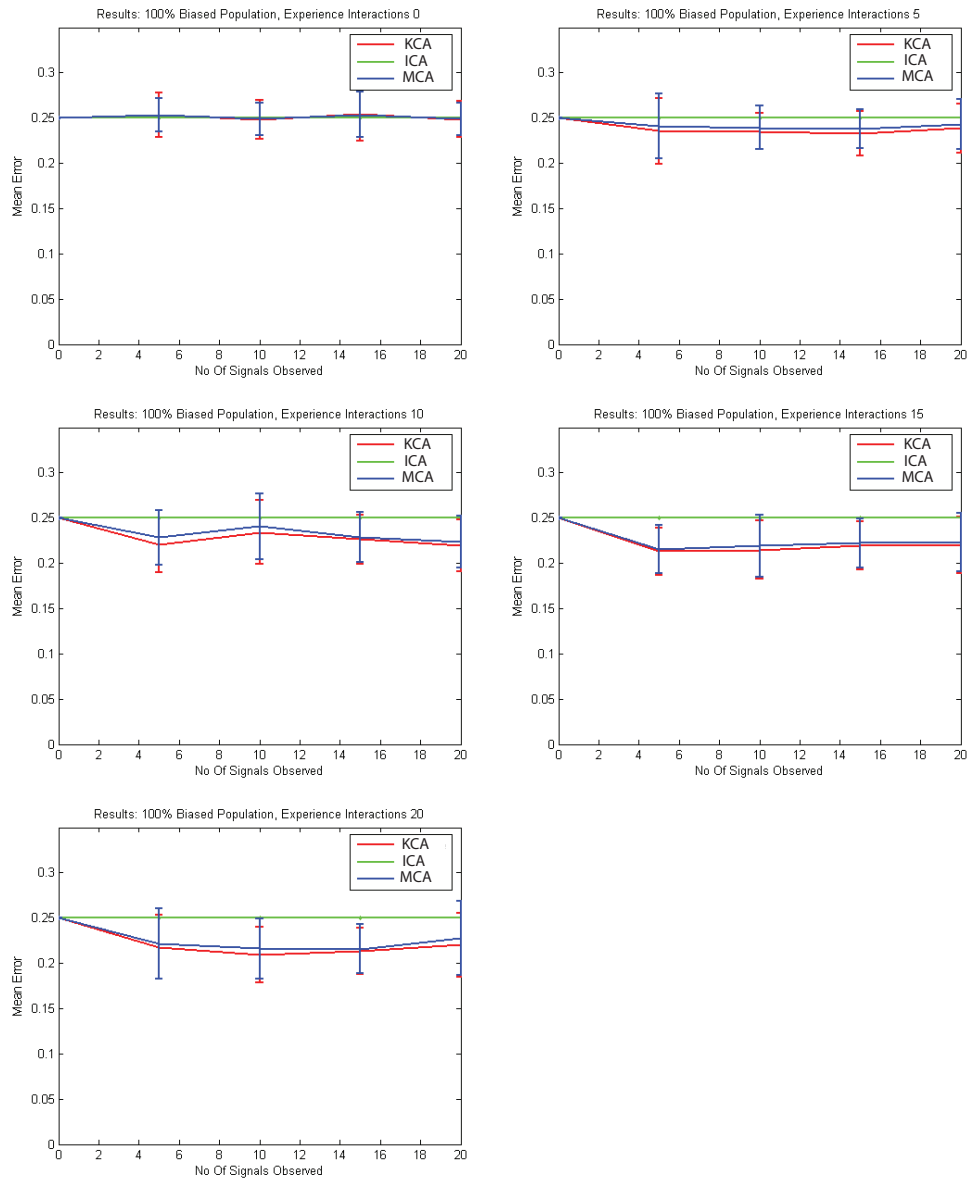 Results: 100% Biased Population, Experience Interactions 0
KCA
ICA
MCA
0.3
0.25
0.2
0.15
0.1
0.05
0
Mean Error
0 2 4 6 8 10 12 14 16 18 20
No Of Signals Observed
Results: 100% Biased Population, Experience Interactions 5
KCA
ICA
MCA
0.3
0.25
0.2
0.15
0.1
0.05
0
Mean Error
0 2 4 6 8 10 12 14 16 18 20
No Of Signals Observed
Results: 100% Biased Population, Experience Interactions 10
KCA
ICA
MCA
0.3
0.25
0.2
0.15
0.1
0.05
0
Mean Error
0 2 4 6 8 10 12 14 16 18 20
No Of Signals Observed
Results: 100% Biased Population, Experience Interactions 15
KCA
ICA
MCA
0.3
0.25
0.2
0.15
0.1
0.05
0
Mean Error
0 2 4 6 8 10 12 14 16 18 20
No Of Signals Observed
Results: 100% Biased Population, Experience Interactions 20
KCA
ICA
MCA
0.3
0.25
0.2
0.15
0.1
0.05
0
Mean Error
0 2 4 6 8 10 12 14 16 18 20
No Of Signals Observed